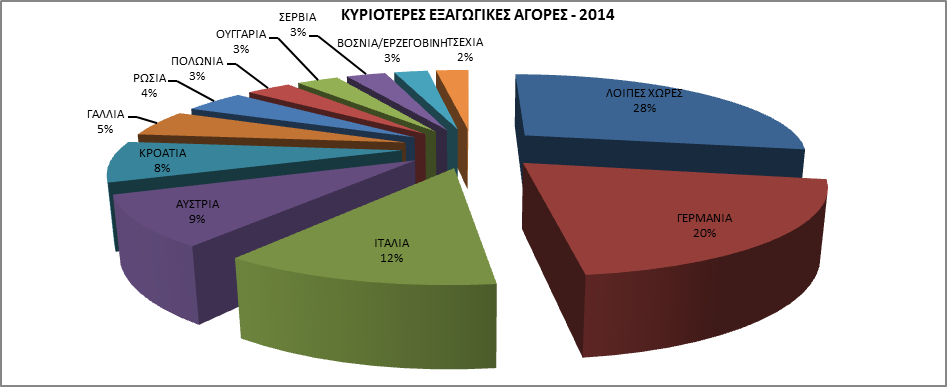 ΚΥΡΙΟΤΕΡΕΣ ΕΞΑΓΩΓΙΚΕΣ ΑΓΟΡΕΣ - 2014
ΛΟΙΠΕΣ ΧΩΡΕΣ
28%
ΓΕΡΜΑΝΙΑ
20%
ΙΤΑΛΙΑ
12%
ΑΥΣΤΡΙΑ
9%
ΚΡΟΑΤΙΑ
8%
ΓΑΛΛΙΑ
5%
ΡΩΣΙΑ
4%
ΠΟΛΩΝΙΑ
3%
ΟΥΓΓΑΡΙΑ
3%
ΣΕΡΒΙΑ
3%
ΒΟΣΝΙΑ/ΕΡΖΕΓΟΒΙΝΗ
3%
ΤΣΕΧΙΑ
2%